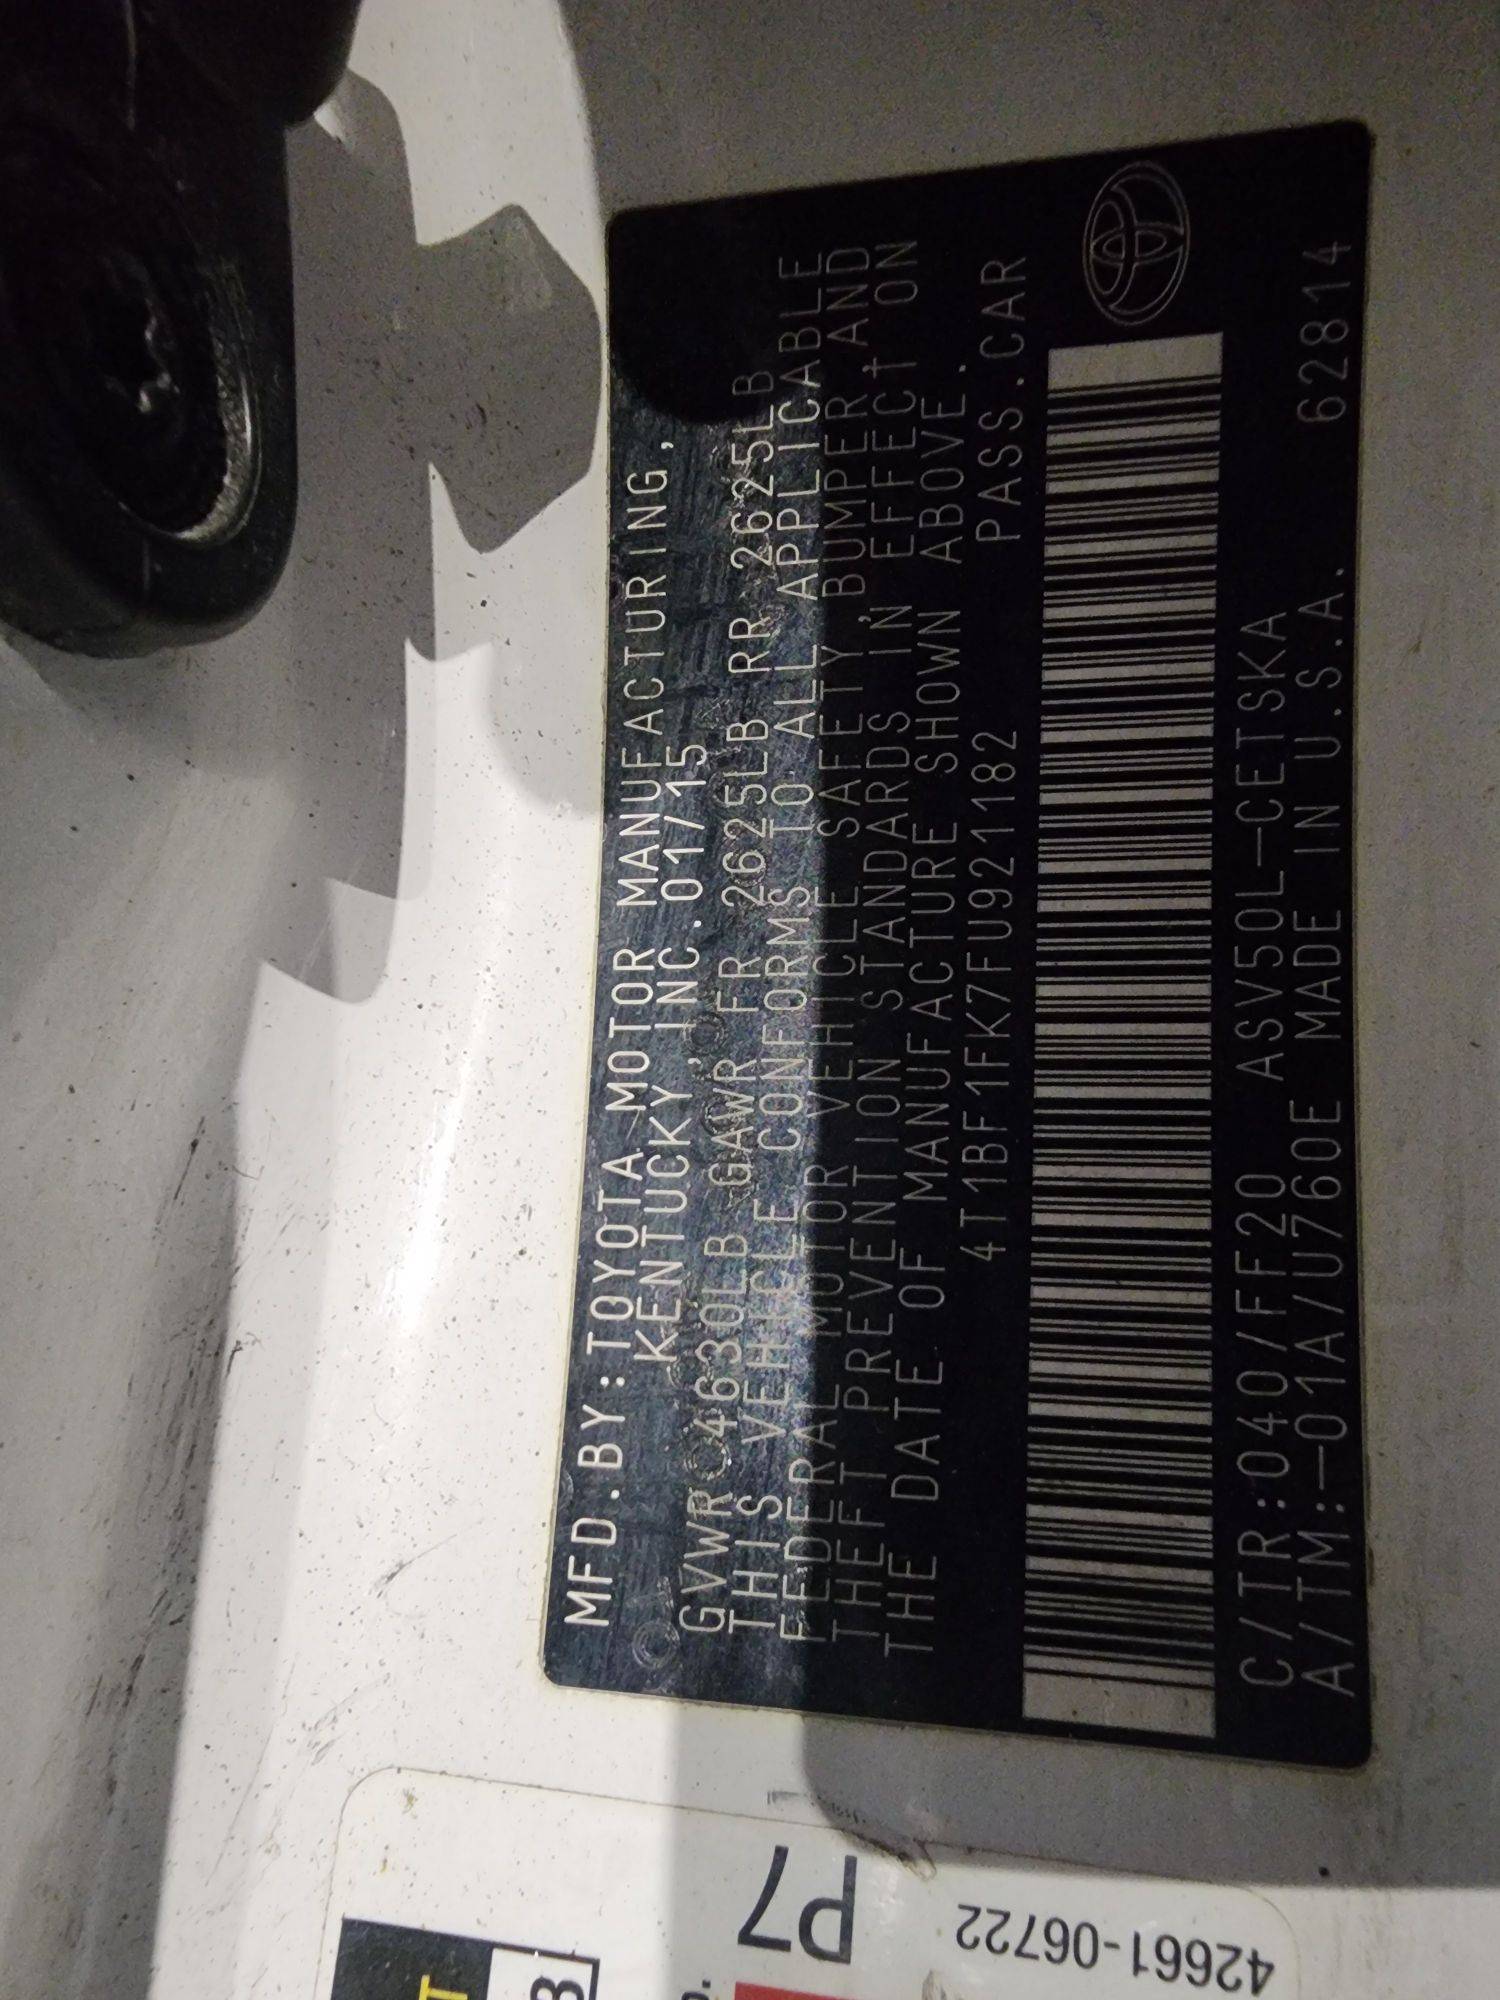 MFD.BY:TOYOTA MOTOR MANUFACTURING,
KENTUCKY,INC.01/15
GVWR 4630LB GAWR FR 2625LB RR 2625LB
THIS VEHICLE CONFORMS TO ALL APPLICABLE
FEDERAL MOTOR VEHICLE SAFETY,BUMPER AND
THEFT PREVENTION STANDARDS IN EFFECT ON
THE DATE OF MANUFACTURE SHOWN ABOVE.
4T1BF1FK7FU921182 PASS.CAR
C/TR:040/FF20 ASV50L-CETSKA
A/TM:-01A/U760E MADE IN U.S.A. 62814
P7
42661-06722